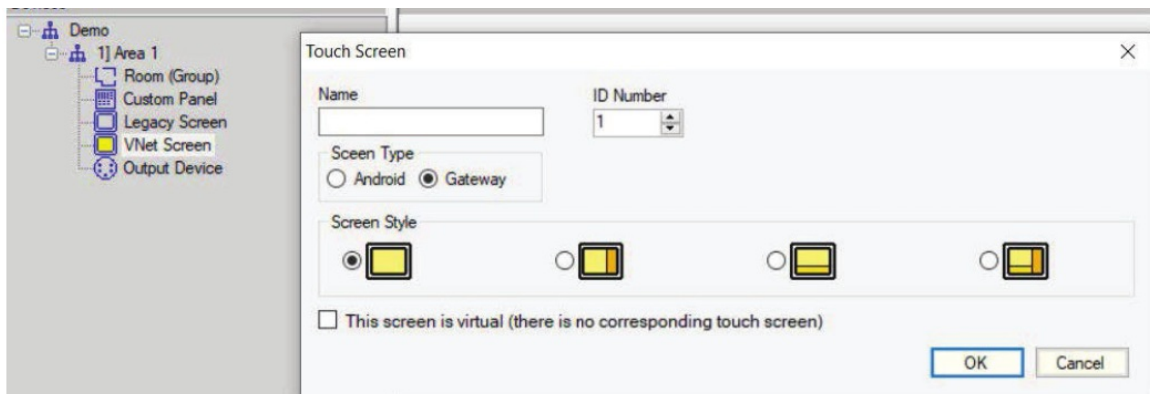 Demo
1] Area 1
Room (Group)
Custom Panel
Legacy Screen
VNet Screen
Output Device
Touch Screen
Name
ID Number
1
Sceen Type
Android
Gateway
Screen Style
This screen is virtual (there is no corresponding touch screen)
OK
Cancel